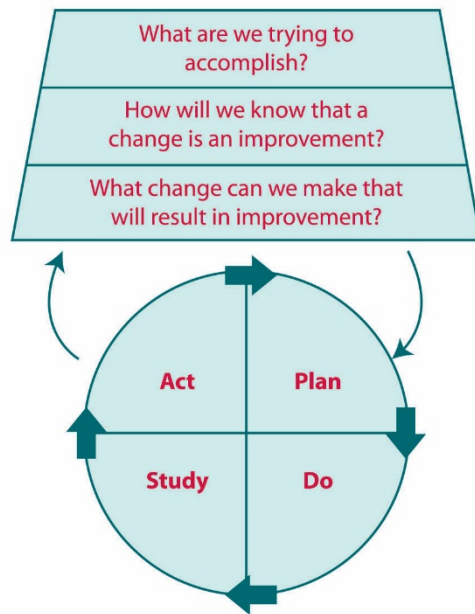 What are we trying to
accomplish?
How will we know that a
change is an improvement?
What change can we make that
will result in improvement?
Act
Plan
Study
Do